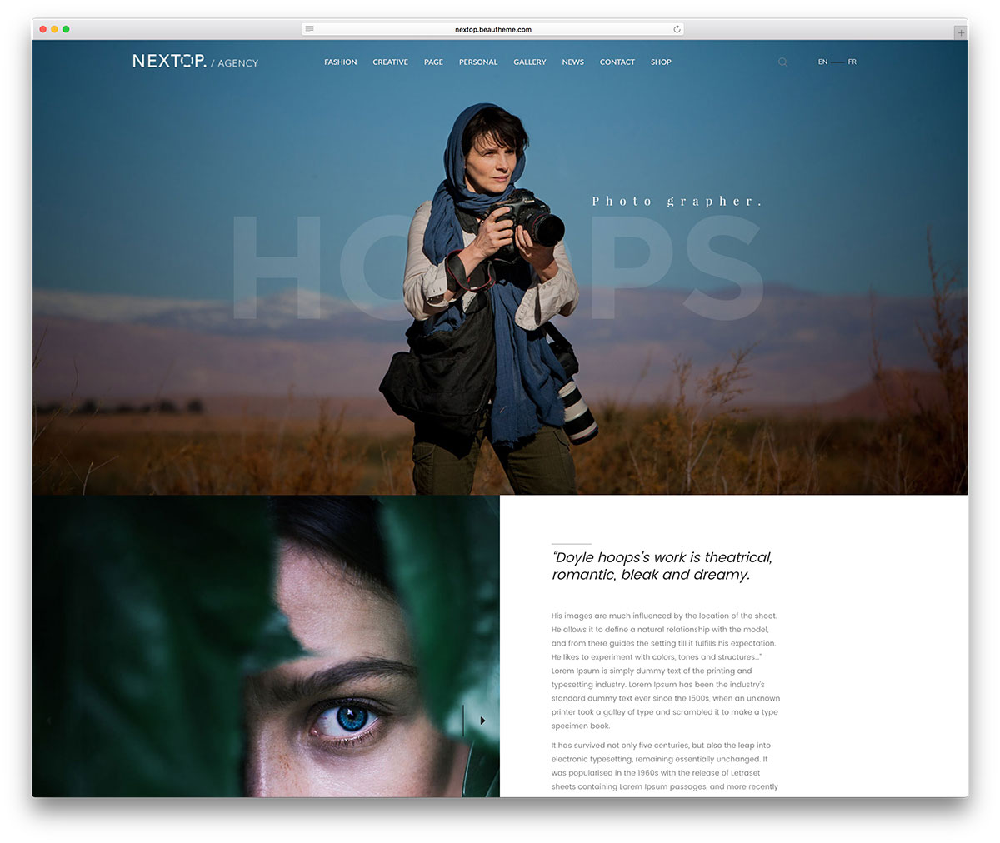 nextop.beautheme.com
NEXTOP. / AGENCY
FASHION CREATIVE PAGE PERSONAL GALLERY NEWS CONTACT SHOP
EN FR
Photo grapher.
HOOPS
“Doyle hoops’s work is theatrical,
romantic, bleak and dreamy.
His images are much influenced by the location of the shoot.
He allows it to define a natural relationship with the model,
and from there guides the setting till it fulfills his expectation.
He likes to experiment with colors, tones and structures...”
Lorem Ipsum is simply dummy text of the printing and
typesetting industry. Lorem Ipsum has been the industry's
standard dummy text ever since the 1500s, when an unknown
printer took a galley of type and scrambled it to make a type
specimen book.
It has survived not only five centuries, but also the leap into
electronic typesetting, remaining essentially unchanged. It
was popularised in the 1960s with the release of Letraset
sheets containing Lorem Ipsum passages, and more recently